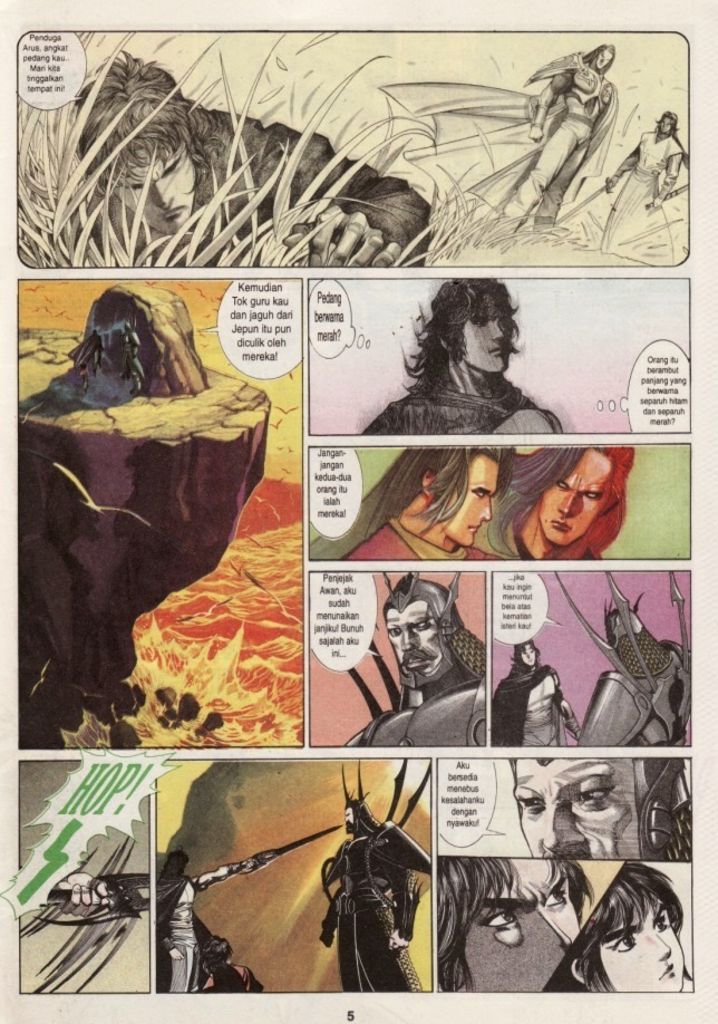 Penduga
Arus, angkat
pedang kau..
Mari kita
tinggalkan
tempat ini!
Kemudian
Tok guru kau
dan jaguh dari
Jepun itu pun
diculik oleh
mereka!
Pedang
berwarna
merah?
Orang itu
berambut
panjang yang
berwarna
separuh hitam
dan separuh
merah?
Jangan-
jangan
kedua-dua
orang itu
ialah
mereka!
Penjejak
Awan, aku
sudah
menunaikan
janjiku! Bunuh
sajalah aku
ini...
...jika
kau ingin
menuntut
bela atas
kematian
isteri kau!
HOP!
Aku
bersedia
menebus
kesalahanku
dengan
nyawaku!
5